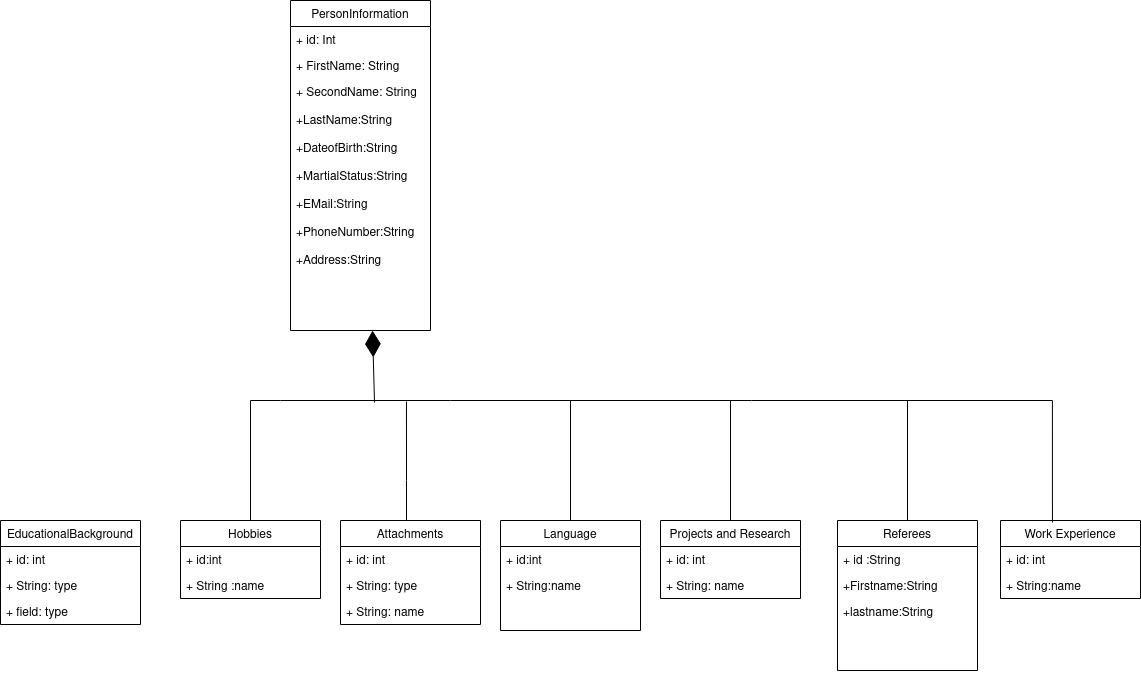 PersonInformation
+ id: Int
+ FirstName: String
+ SecondName: String
+LastName:String
+DateofBirth:String
+MartialStatus:String
+EMail:String
+PhoneNumber:String
+Address:String
EducationalBackground
+ id: int
+ String: type
+ field: type
Hobbies
+ id:int
+ String :name
Attachments
+ id: int
+ String: type
+ String: name
Language
+ id:int
+ String:name
Projects and Research
+ id: int
+ String: name
Referees
+ id :String
+Firstname:String
+lastname:String
Work Experience
+ id: int
+ String:name